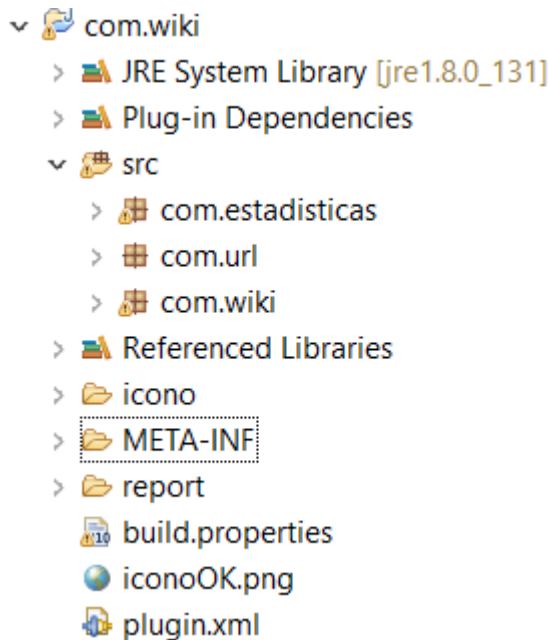 com.wiki
JRE System Library [jre1.8.0_131]
Plug-in Dependencies
src
com.estadisticas
com.url
com.wiki
Referenced Libraries
icono
META-INF
report
build.properties
iconoOK.png
plugin.xml